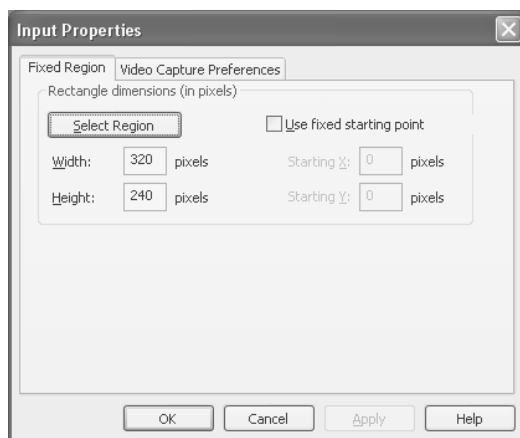 Input Properties
Fixed Region Video Capture Preferences
Rectangle dimensions (in pixels)
Select Region Use fixed starting point
Width: 320 pixels Starting X: 0 pixels
Height: 240 pixels Starting Y: 0 pixels
OK Cancel Apply Help